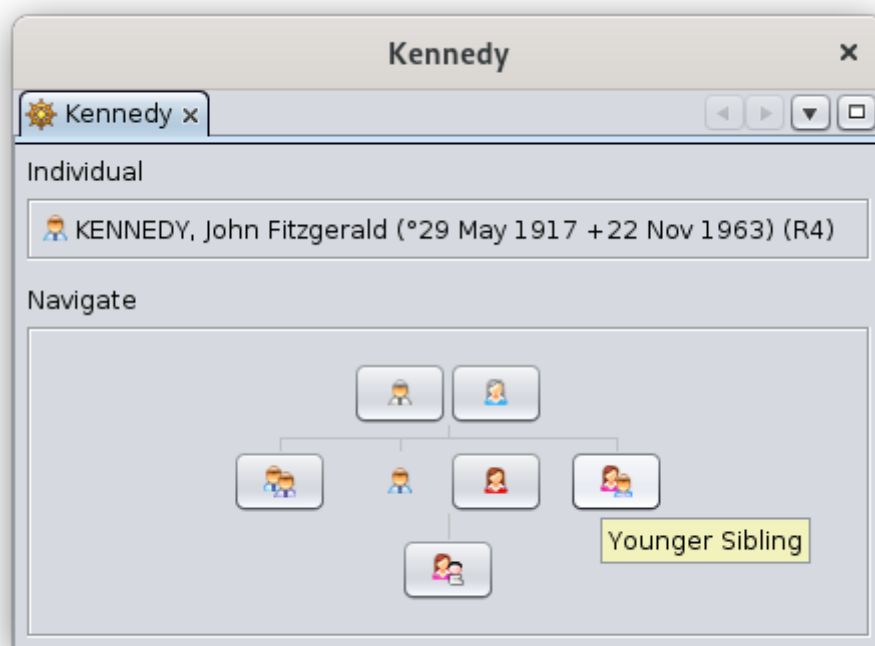 Kennedy
Kennedy
Individual
KENNEDY, John Fitzgerald (°29 May 1917 +22 Nov 1963) (R4)
Navigate
Younger Sibling